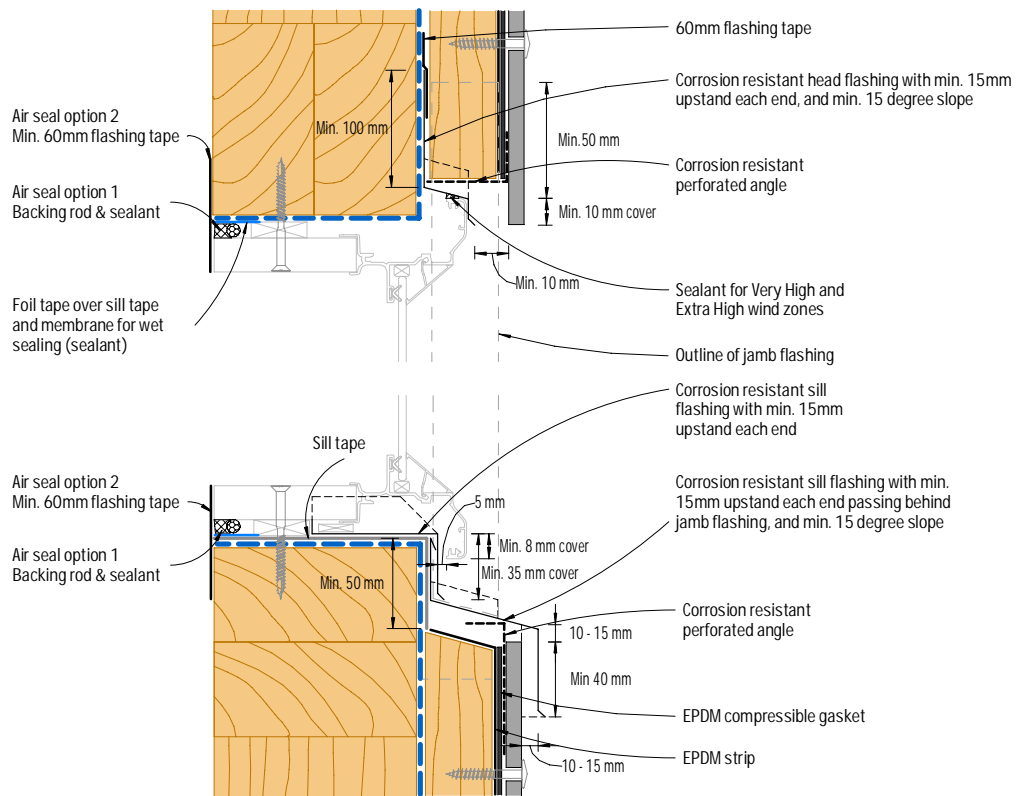 60mm flashing tape
Corrosion resistant head flashing with min. 15mm
upstand each end, and min. 15 degree slope
Air seal option 2
Min. 60mm flashing tape
Min. 100 mm
Min.50 mm
Corrosion resistant
perforated angle
Air seal option 1
Backing rod & sealant
Min. 10 mm cover
Min. 10 mm
Sealant for Very High and
Extra High wind zones
Foil tape over sill tape
and membrane for wet
sealing (sealant)
Outline of jamb flashing
Corrosion resistant sill
flashing with min. 15mm
upstand each end
Sill tape
Air seal option 2
Min. 60mm flashing tape
Corrosion resistant sill flashing with min.
15mm upstand each end passing behind
jamb flashing, and min. 15 degree slope
5 mm
Min. 8 mm cover
Air seal option 1
Backing rod & sealant
Min. 50 mm
Min. 35 mm cover
Corrosion resistant
perforated angle
10 - 15 mm
Min 40 mm
EPDM compressible gasket
EPDM strip
10 - 15 mm